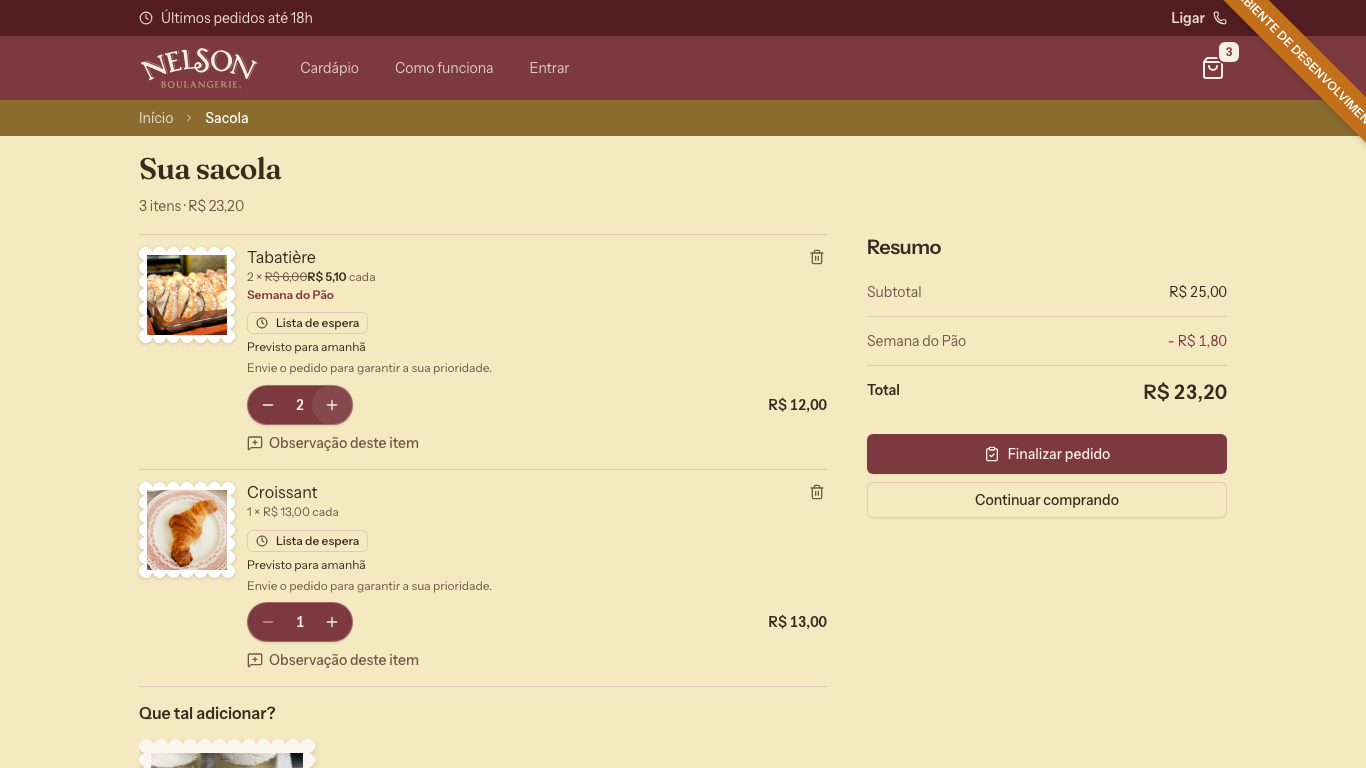 Últimos pedidos até 18h
Ligar
NELSON
BOULANGERIE.
Cardápio
Como funciona
Entrar
3
Início
Sacola
Sua sacola
3 itens · R$ 23,20
Tabatière
2 × R$ 6,00R$ 5,10 cada
Semana do Pão
Lista de espera
Previsto para amanhã
Envie o pedido para garantir a sua prioridade.
2
R$ 12,00
Observação deste item
Croissant
1 × R$ 13,00 cada
Lista de espera
Previsto para amanhã
Envie o pedido para garantir a sua prioridade.
1
R$ 13,00
Observação deste item
Que tal adicionar?
Resumo
Subtotal
R$ 25,00
Semana do Pão
- R$ 1,80
Total
R$ 23,20
Finalizar pedido
Continuar comprando
DE